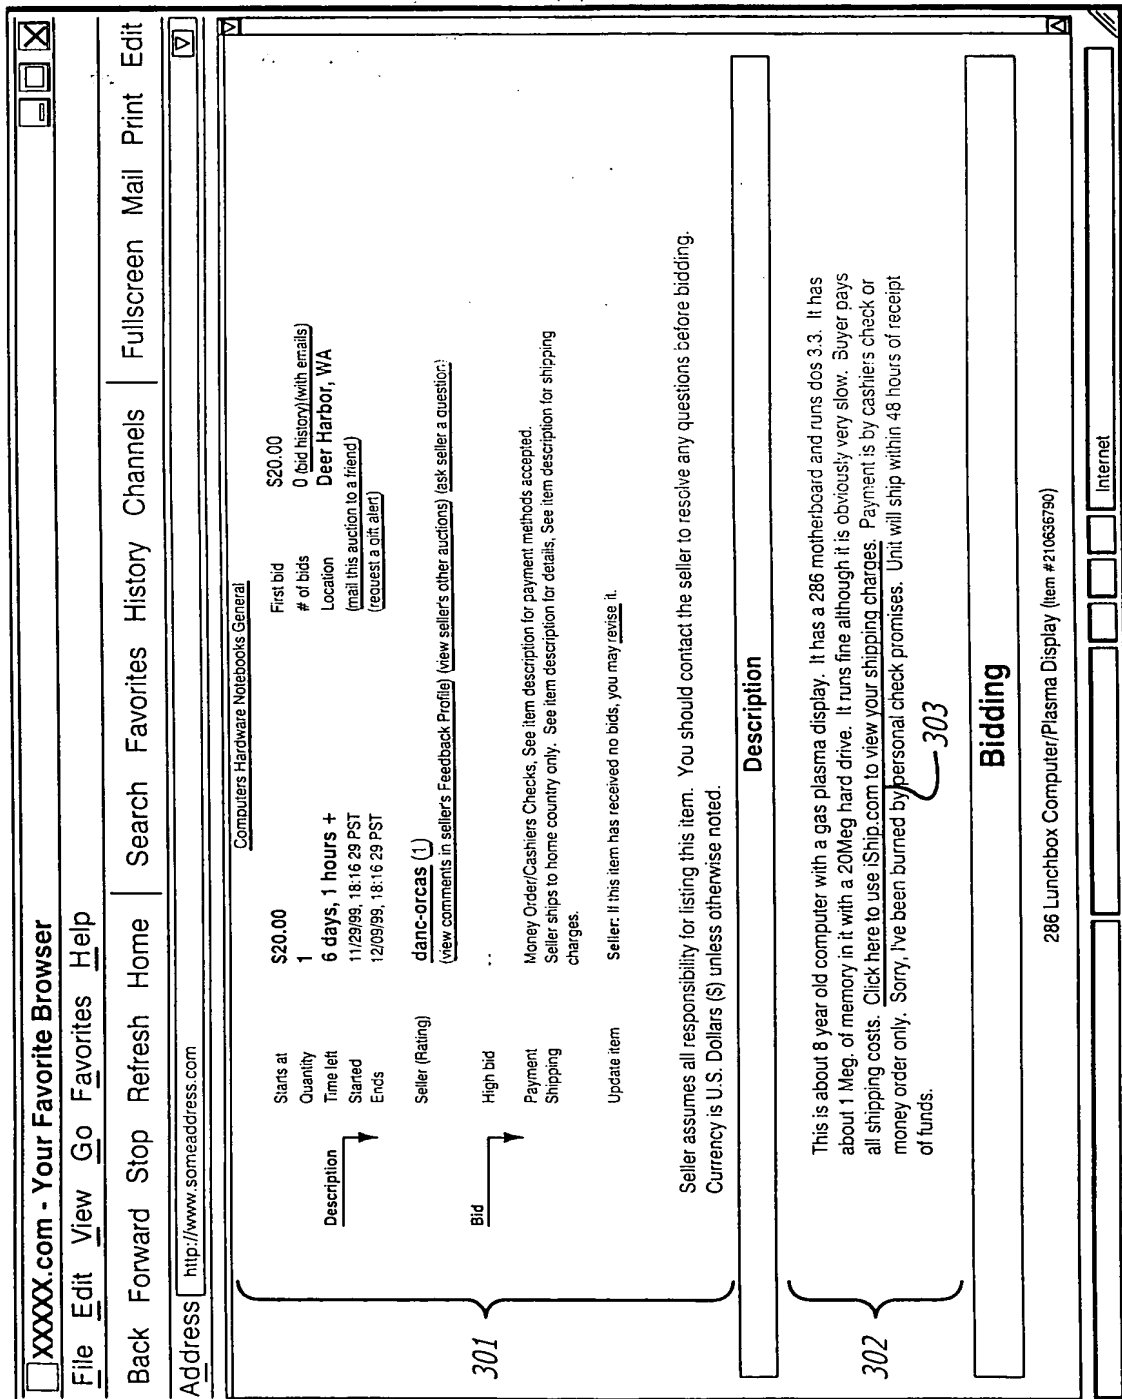 XXXXX.com - Your Favorite Browser
File Edit View Go Favorites Help
Back Forward Stop Refresh Home Search Favorites History Channels Fullscreen Mail Print Edit
Address http://www.someaddress.com
Computers Hardware Notebooks General
Starts at $20.00 First bid $20.00
Quantity 1 # of bids 0 (bid history)(with emails)
Description Time left 6 days, 1 hours + Location Deer Harbor, WA
Started 11/29/99, 18:16 29 PST (mail this auction to a friend)
Ends 12/09/99, 18:16 29 PST (request a gift alert)
Seller (Rating) danc-orcas (1)
(view comments in seller's Feedback Profile) (view seller's other auctions) (ask seller a question)
Bid High bid --
Payment Money Order/Cashiers Checks, See item description for payment methods accepted.
Shipping Seller ships to home country only. See item description for details, See item description for shipping
charges.
Update item Seller: If this item has received no bids, you may revise it.
301
Seller assumes all responsibility for listing this item. You should contact the seller to resolve any questions before bidding.
Currency is U.S. Dollars ($) unless otherwise noted.
Description
This is about 8 year old computer with a gas plasma display. It has a 286 motherboard and runs dos 3.3. It has
about 1 Meg. of memory in it with a 20Meg hard drive. It runs fine although it is obviously very slow. Buyer pays
all shipping costs. Click here to use iShip.com to view your shipping charges. Payment is by cashiers check or
money order only. Sorry, I've been burned by personal check promises. Unit will ship within 48 hours of receipt
of funds.
302
303
Bidding
286 Lunchbox Computer/Plasma Display (Item #210636790)
Internet